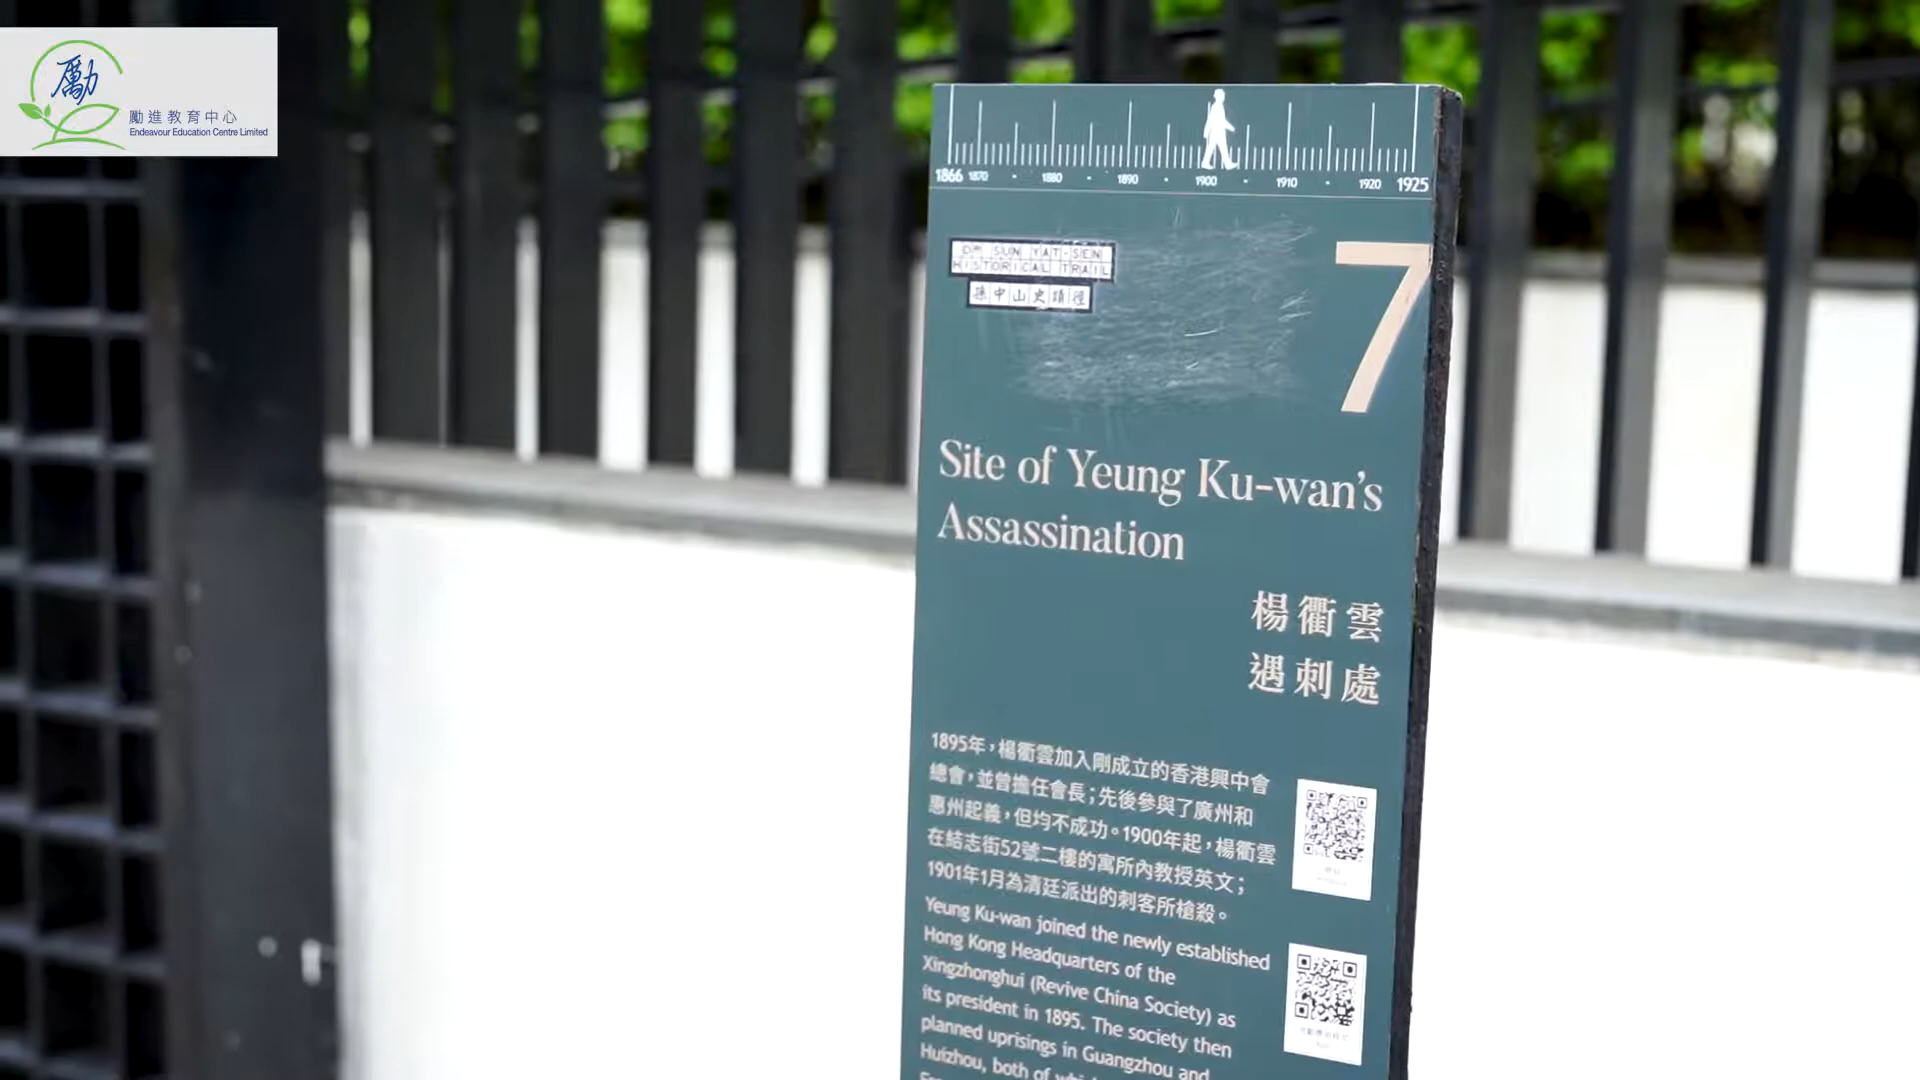 勵
勵進教育中心
Endeavour Education Centre Limited
1866 1870 1880 1890 1900 1910 1920 1925
DR SUN YAT-SEN
HISTORICAL TRAIL
孫中山史蹟徑
7
Site of Yeung Ku-wan's
Assassination
楊衢雲
遇刺處
1895年，楊衢雲加入剛成立的香港興中會
總會，並曾擔任會長；先後參與了廣州和
惠州起義，但均不成功。1900年起，楊衢雲
在結志街52號二樓的寓所內教授英文；
1901年1月為清廷派出的刺客所槍殺。
Yeung Ku-wan joined the newly established
Hong Kong Headquarters of the
Xingzhonghui (Revive China Society) as
its president in 1895. The society then
planned uprisings in Guangzhou and
Huizhou, both of